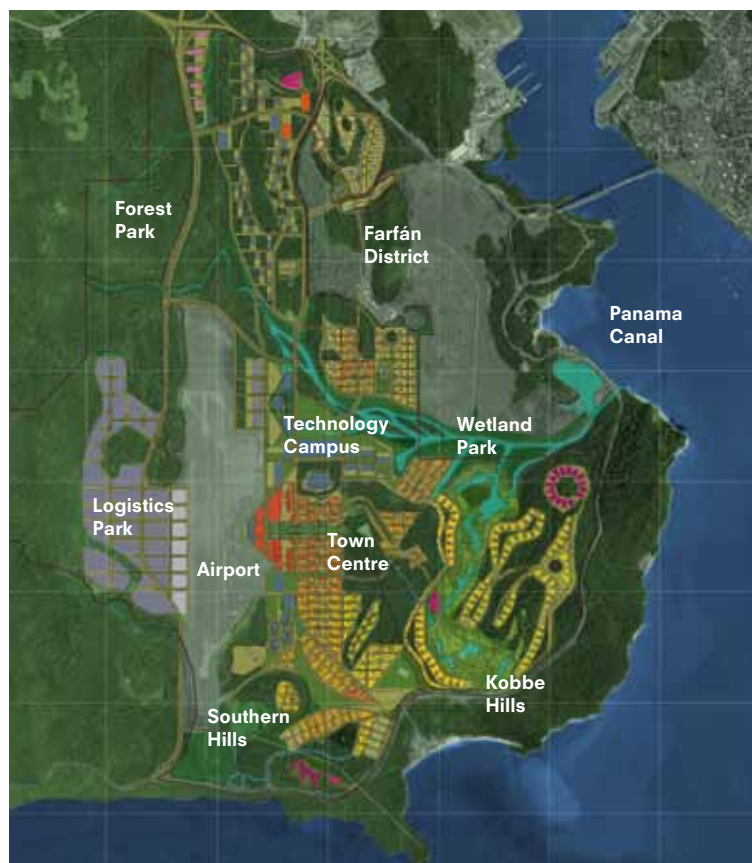 Forest
Park
Farfán
District
Panama
Canal
Technology
Campus
Wetland
Park
Logistics
Park
Town
Centre
Airport
Kobbe
Hills
Southern
Hills